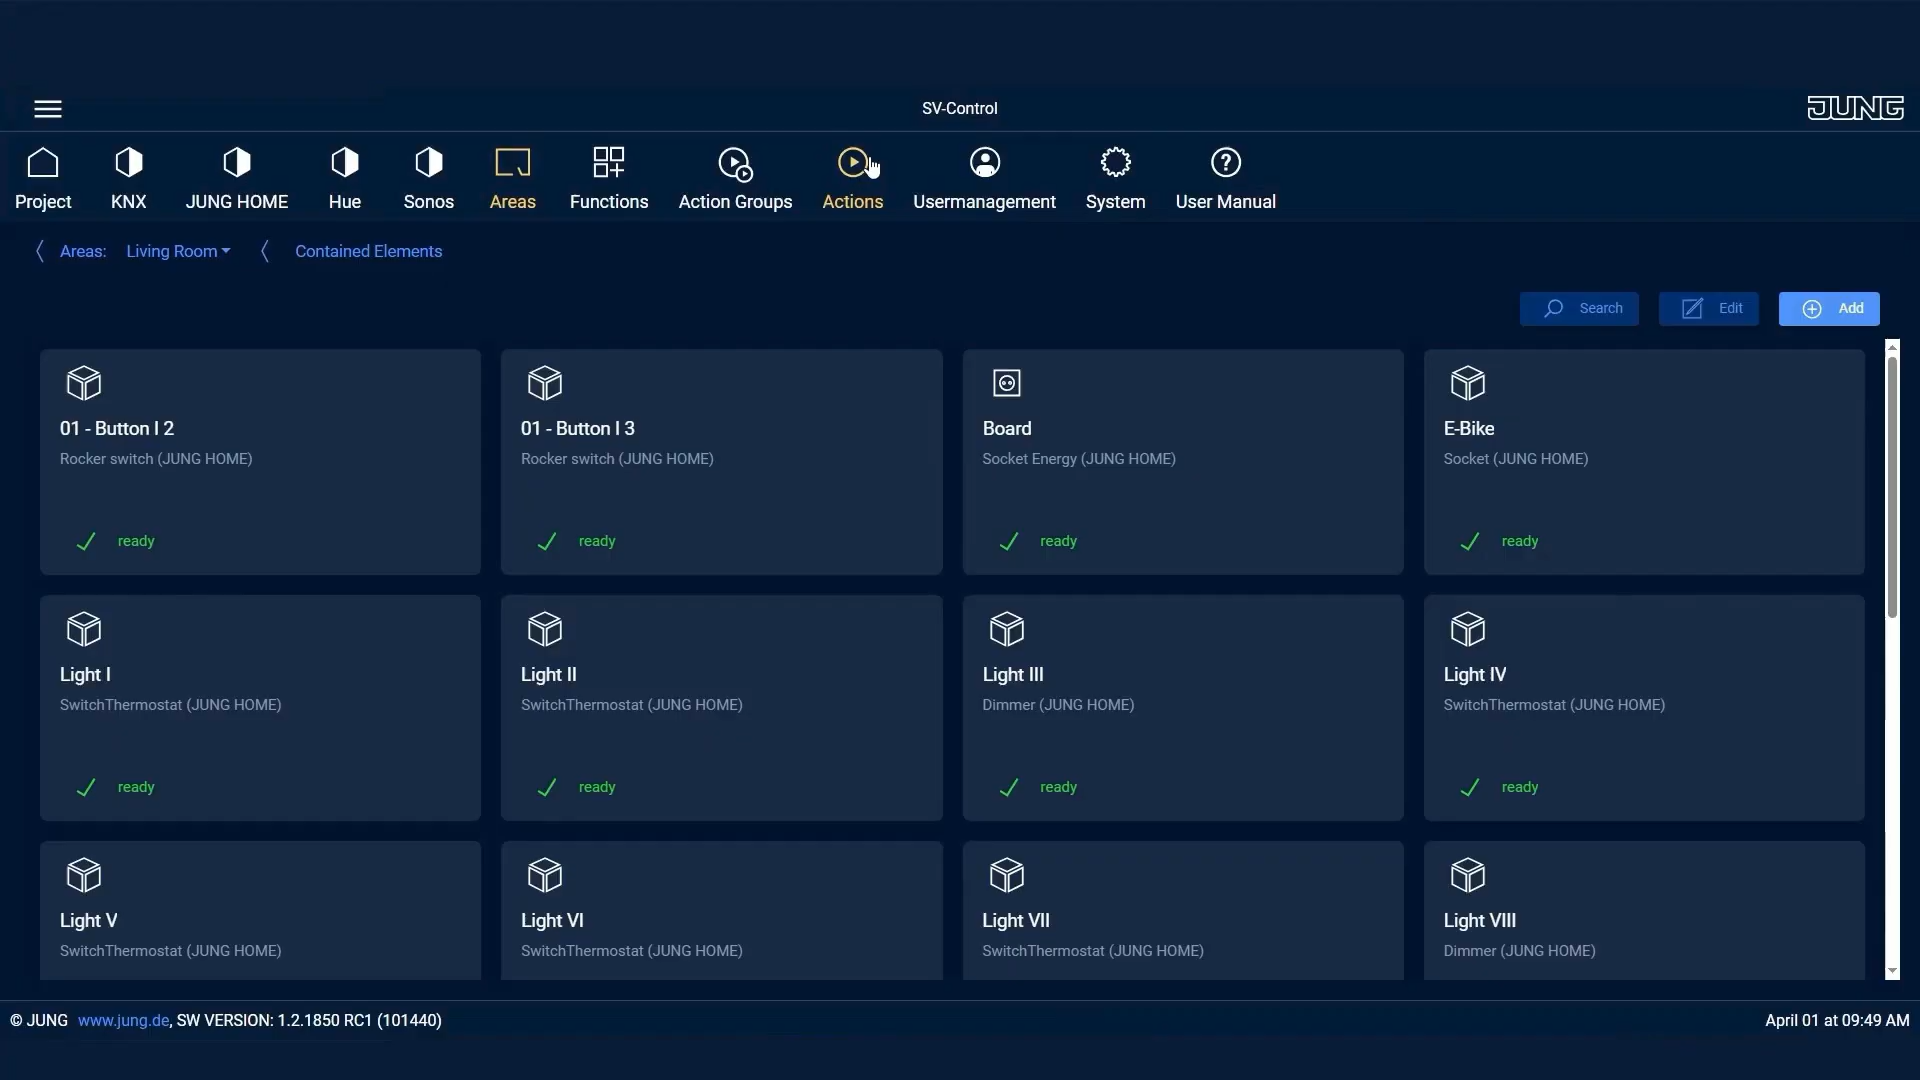 SV-Control
JUNG
Project
KNX
JUNG HOME
Hue
Sonos
Areas
Functions
Action Groups
Actions
Usermanagement
System
User Manual
Areas: Living Room
Contained Elements
Search
Edit
Add
01 - Button I 2
Rocker switch (JUNG HOME)
ready
01 - Button I 3
Rocker switch (JUNG HOME)
ready
Board
Socket Energy (JUNG HOME)
ready
E-Bike
Socket (JUNG HOME)
ready
Light I
SwitchThermostat (JUNG HOME)
ready
Light II
SwitchThermostat (JUNG HOME)
ready
Light III
Dimmer (JUNG HOME)
ready
Light IV
SwitchThermostat (JUNG HOME)
ready
Light V
SwitchThermostat (JUNG HOME)
Light VI
SwitchThermostat (JUNG HOME)
Light VII
SwitchThermostat (JUNG HOME)
Light VIII
Dimmer (JUNG HOME)
© JUNG www.jung.de, SW VERSION: 1.2.1850 RC1 (101440)
April 01 at 09:49 AM